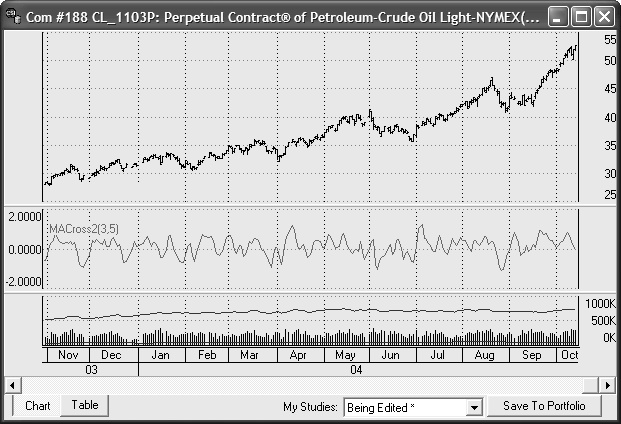 CSI Com #188 CL_1103P: Perpetual Contract® of Petroleum-Crude Oil Light-NYMEX(...
55
50
45
40
35
30
25
2.0000
MACross2(3,5)
0.0000
-2.0000
1000K
500K
0K
Nov Dec Jan Feb Mar Apr May Jun Jul Aug Sep Oct
03 04
Chart Table My Studies: Being Edited * Save To Portfolio